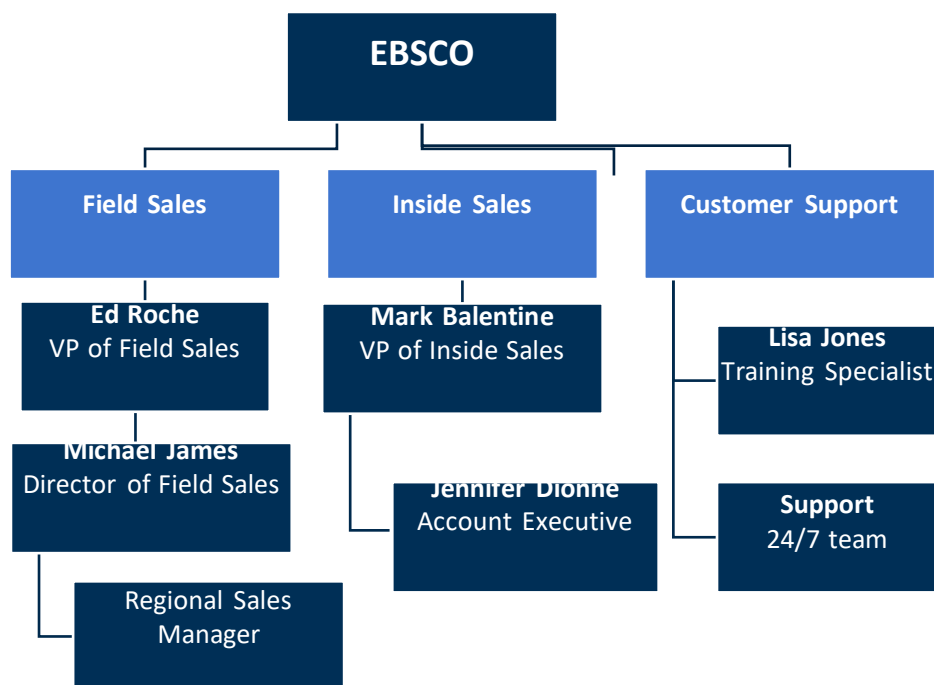 EBSCO
Field Sales
Inside Sales
Customer Support
Ed Roche
VP of Field Sales
Mark Balentine
VP of Inside Sales
Lisa Jones
Training Specialist
Michael James
Director of Field Sales
Jennifer Dionne
Account Executive
Support
24/7 team
Regional Sales
Manager